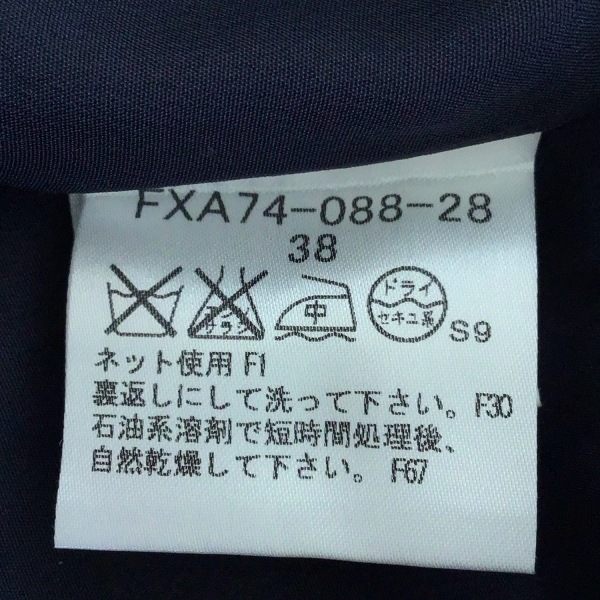 FXA74-088-28
38
エンソサラシ
中
ドライ
セキユ系
S9
ネット使用 F1
裏返しにして洗って下さい。F30
石油系溶剤で短時間処理後、
自然乾燥して下さい。F67